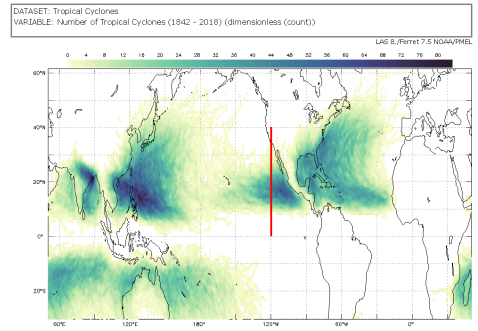 DATASET: Tropical Cyclones
VARIABLE: Number of Tropical Cyclones (1842 - 2018) (dimensionless (count))
LAS 8./Ferret 7.5 NOAA/PMEL
0 4 8 12 16 20 24 28 32 36 40 44 48 52 56 60 64 68 72 76 80
60°N
40°N
20°N
0°
20°S
60°E 120°E 180° 120°W 60°W 0°